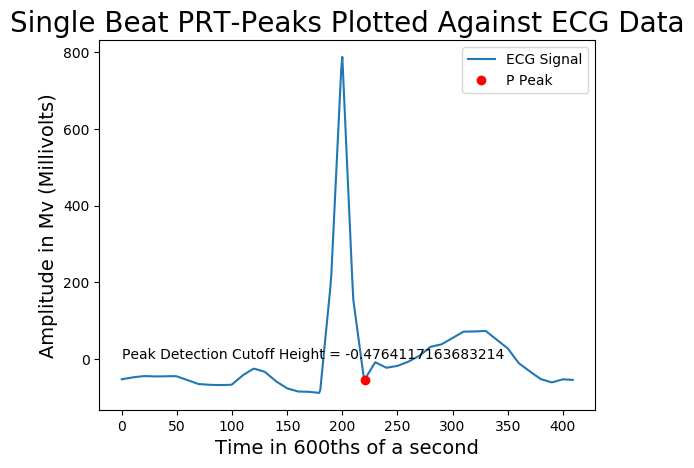 Single Beat PRT-Peaks Plotted Against ECG Data
800
600
400
200
0
Amplitude in Mv (Millivolts)
ECG Signal
P Peak
Peak Detection Cutoff Height = -0.4764117163683214
0 50 100 150 200 250 300 350 400
Time in 600ths of a second